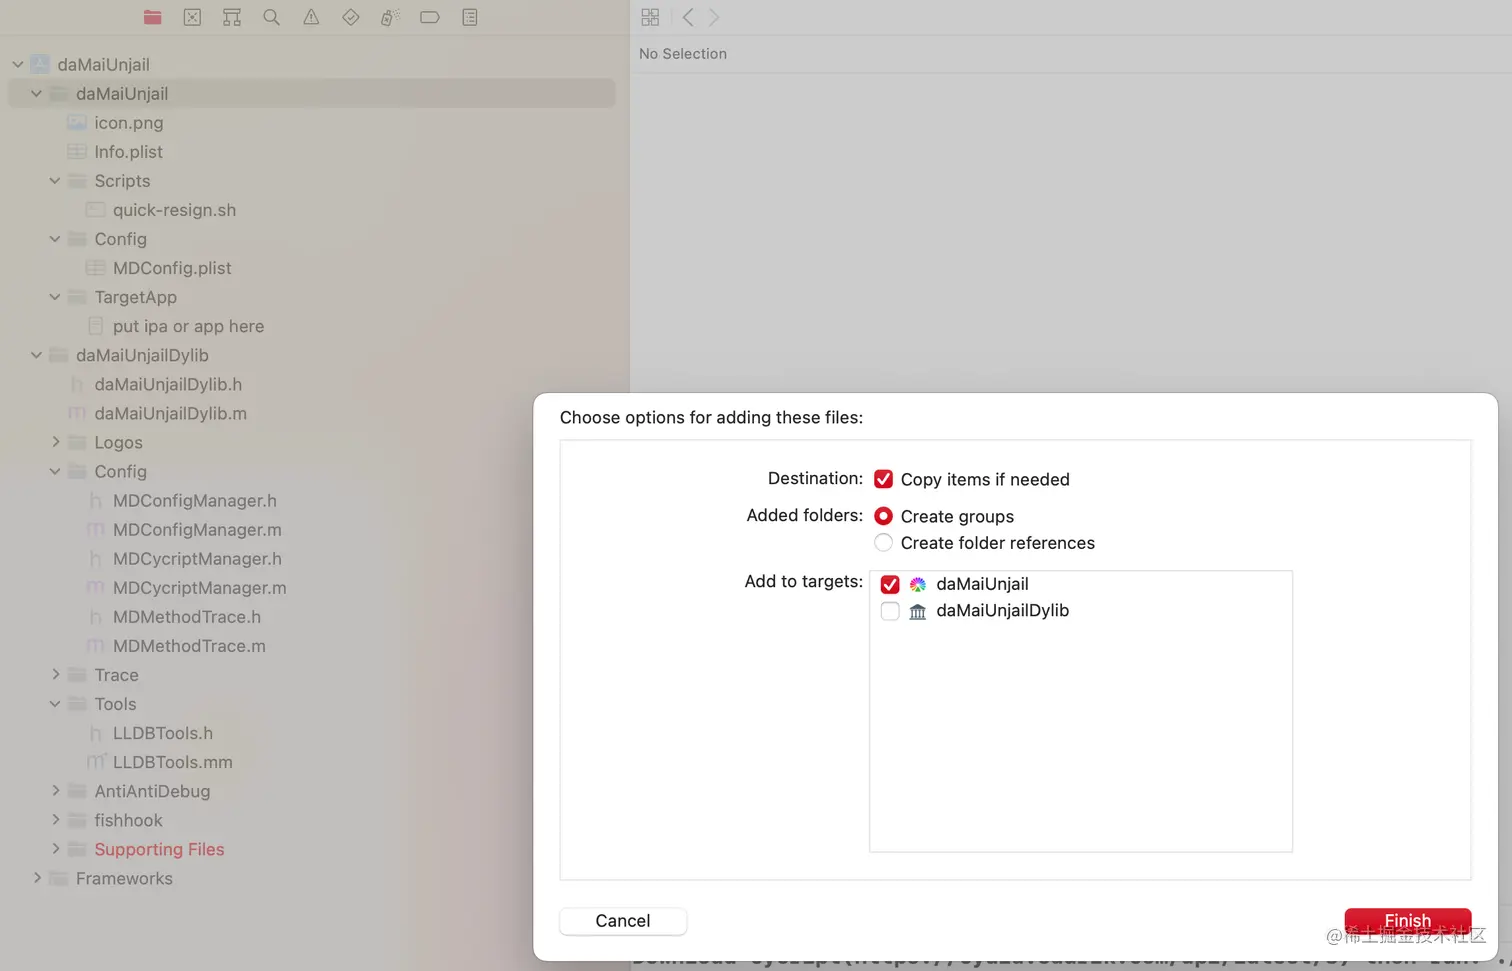 No Selection
daMaiUnjail
daMaiUnjail
icon.png
Info.plist
Scripts
quick-resign.sh
Config
MDConfig.plist
TargetApp
put ipa or app here
daMaiUnjailDylib
daMaiUnjailDylib.h
daMaiUnjailDylib.m
Logos
Config
MDConfigManager.h
MDConfigManager.m
MDCycriptManager.h
MDCycriptManager.m
MDMethodTrace.h
MDMethodTrace.m
Trace
Tools
LLDBTools.h
LLDBTools.mm
AntiAntiDebug
fishhook
Supporting Files
Frameworks
Choose options for adding these files:
Destination: Copy items if needed
Added folders: Create groups
Create folder references
Add to targets: daMaiUnjail
daMaiUnjailDylib
Cancel
Finish
@稀土掘金技术社区